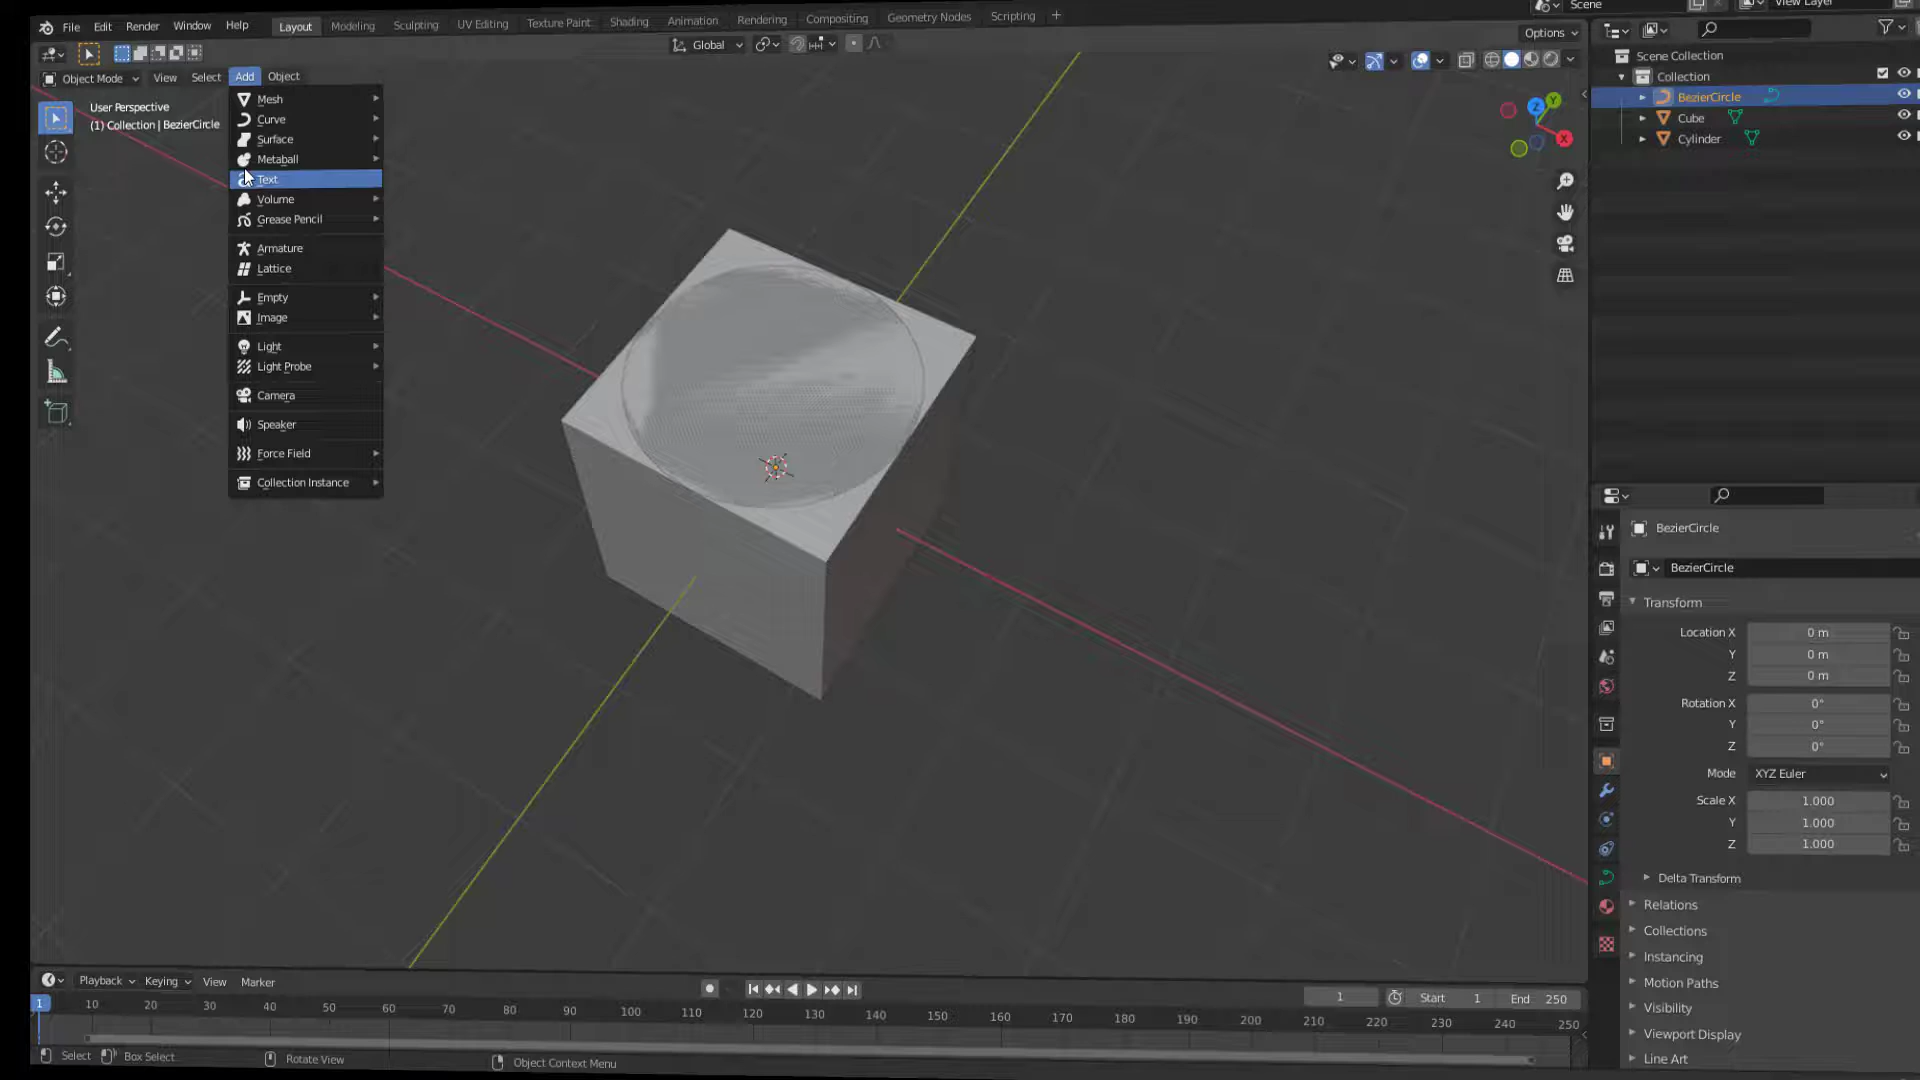 File Edit Render Window Help Layout Modeling Sculpting UV Editing Texture Paint Shading Animation Rendering Compositing Geometry Nodes Scripting +
Scene
View Layer
Global
Options
Object Mode View Select Add Object
User Perspective
(1) Collection | BezierCircle
Mesh
Curve
Surface
Metaball
Text
Volume
Grease Pencil
Armature
Lattice
Empty
Image
Light
Light Probe
Camera
Speaker
Force Field
Collection Instance
Z
Y
X
Scene Collection
Collection
BezierCircle
Cube
Cylinder
BezierCircle
BezierCircle
Transform
Location X 0 m
Y 0 m
Z 0 m
Rotation X 0°
Y 0°
Z 0°
Mode XYZ Euler
Scale X 1.000
Y 1.000
Z 1.000
Delta Transform
Relations
Collections
Instancing
Motion Paths
Visibility
Viewport Display
Line Art
Playback Keying View Marker
1 Start 1 End 250
1 10 20 30 40 50 60 70 80 90 100 110 120 130 140 150 160 170 180 190 200 210 220 230 240 250
Select Box Select Rotate View Object Context Menu